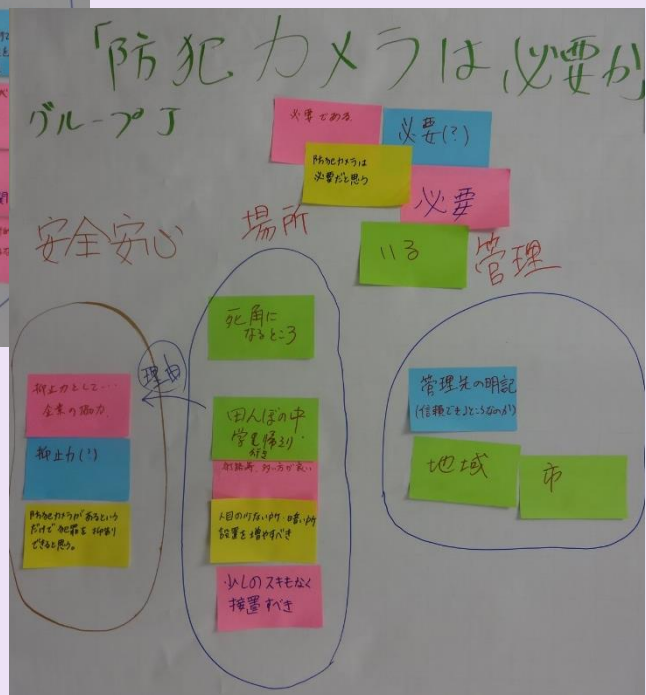 「防犯カメラは必要か」
グループJ
必要である
必要(?)
防犯カメラは
必要だと思う
必要
いる
安全安心
場所
管理
抑止力として…
企業の協力
抑止力(?)
防犯カメラがあるという
だけで犯罪を抑制
できると思う。
理由
死角に
なるところ
田んぼの中
学生帰り
行き
人目の少ない所・暗い所
設置を増やすべき
少しのスキもなく
接置すべき
管理先の明記
(信頼できるところなのか)
地域
市